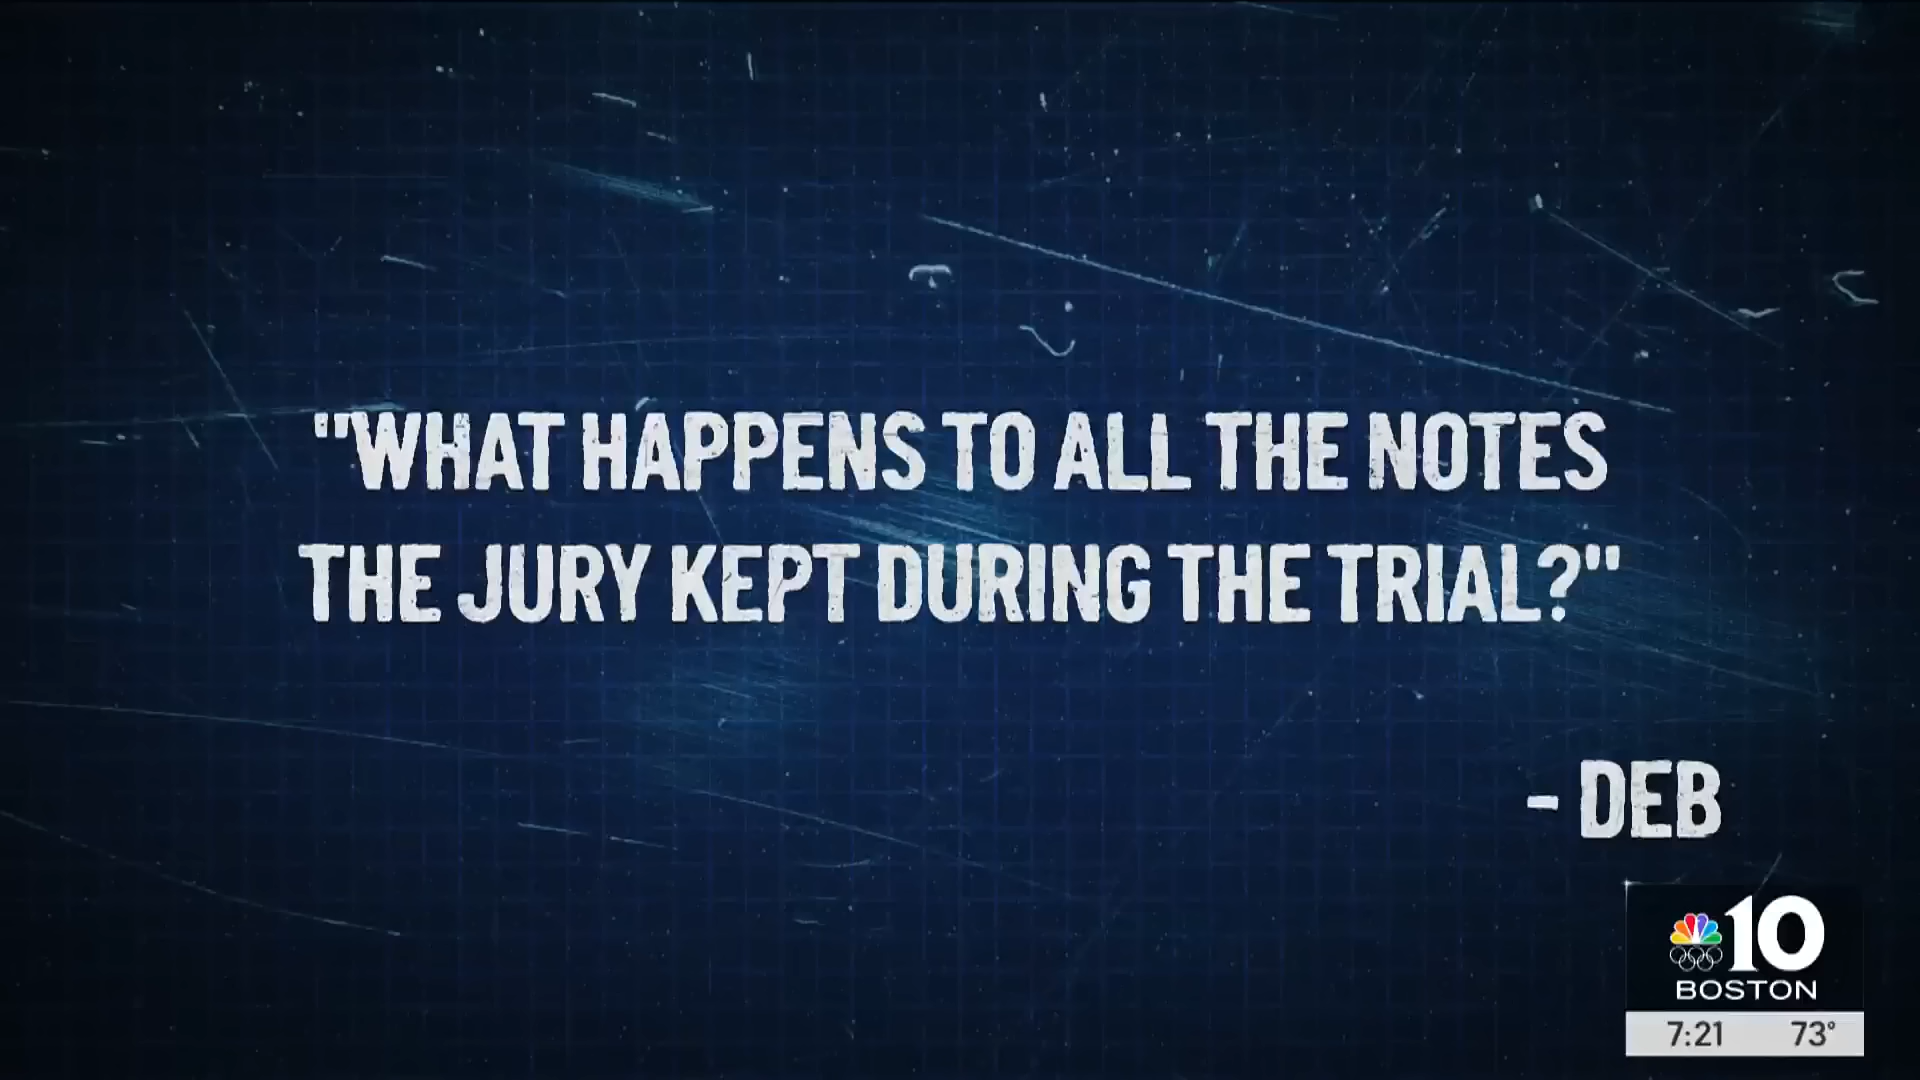 "WHAT HAPPENS TO ALL THE NOTES
THE JURY KEPT DURING THE TRIAL?"
- DEB
10
BOSTON
7:21 73°